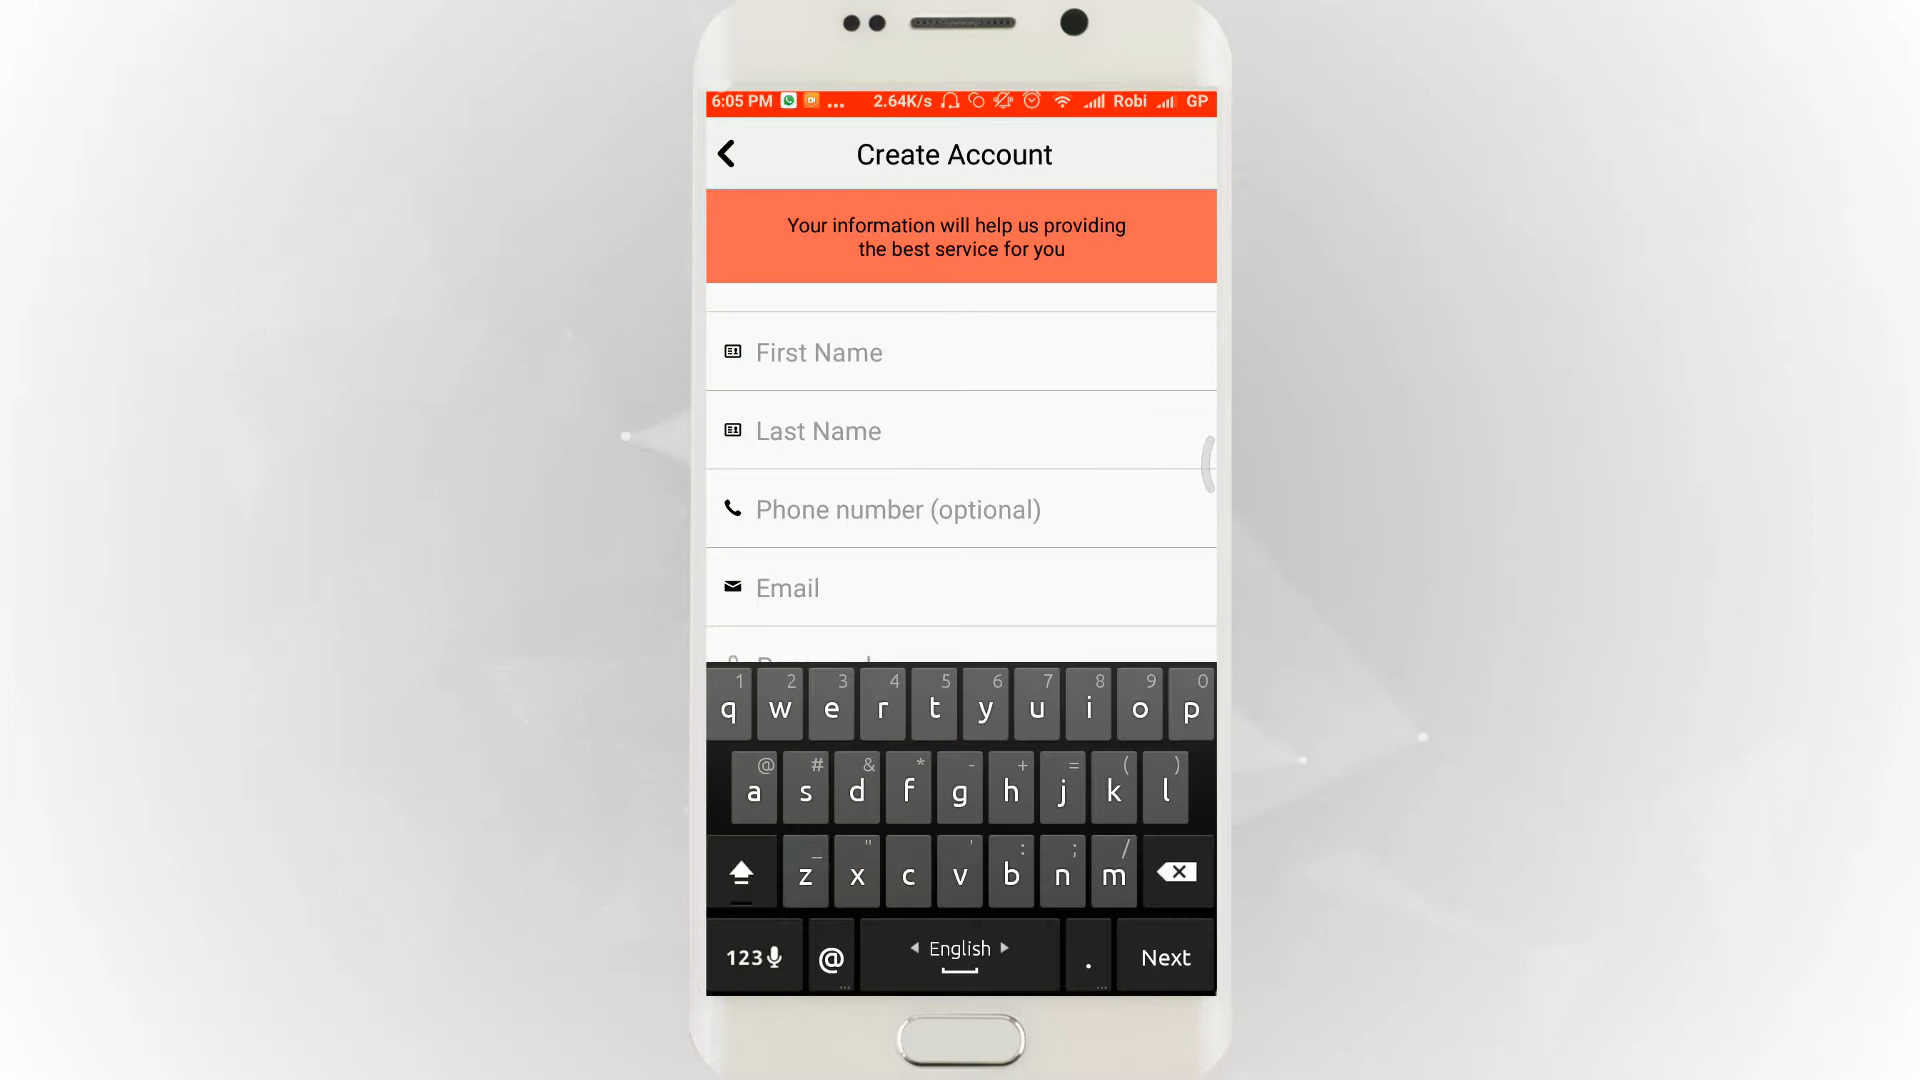 6:05 PM ... 2.64K/s Robi GP
Create Account
Your information will help us providing
the best service for you
First Name
Last Name
Phone number (optional)
Email
1 2 3 4 5 6 7 8 9 0
q w e r t y u i o p
@ # & * - + = ( )
a s d f g h j k l
_ " ' : ; /
z x c v b n m
123 @ English . Next